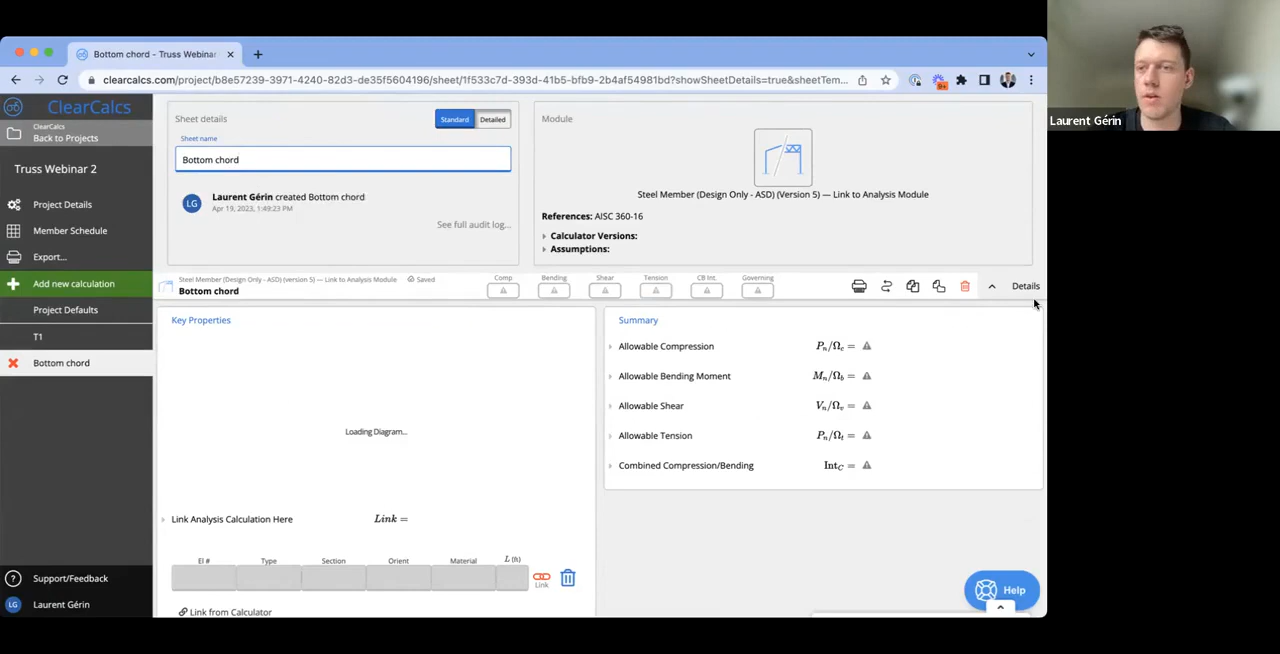 Bottom chord - Truss Webinar
clearcalcs.com/project/b8e57239-3971-4240-82d3-de35f5604196/sheet/1f533c7d-393d-41b5-bfb9-2b4af54981bd?showSheetDetails=true&sheetTem...
9+
ClearCalcs
ClearCalcs
Back to Projects
Truss Webinar 2
Project Details
Member Schedule
Export...
Add new calculation
Project Defaults
T1
Bottom chord
Support/Feedback
LG
Laurent Gérin
Sheet details
Standard
Detailed
Sheet name
Bottom chord
LG
Laurent Gérin created Bottom chord
Apr 19, 2023, 1:49:23 PM
See full audit log...
Module
Steel Member (Design Only - ASD) (Version 5) — Link to Analysis Module
References: AISC 360-16
Calculator Versions:
Assumptions:
Steel Member (Design Only - ASD) (version 5) — Link to Analysis Module
Saved
Bottom chord
Comp
Bending
Shear
Tension
CB Int.
Governing
Details
Key Properties
Loading Diagram...
Link Analysis Calculation Here
Link =
El #
Type
Section
Orient
Material
L (ft)
Link
Link from Calculator
Summary
Allowable Compression
Pn/Ωc =
Allowable Bending Moment
Mn/Ωb =
Allowable Shear
Vn/Ωv =
Allowable Tension
Pn/Ωt =
Combined Compression/Bending
IntC =
Help
Laurent Gérin